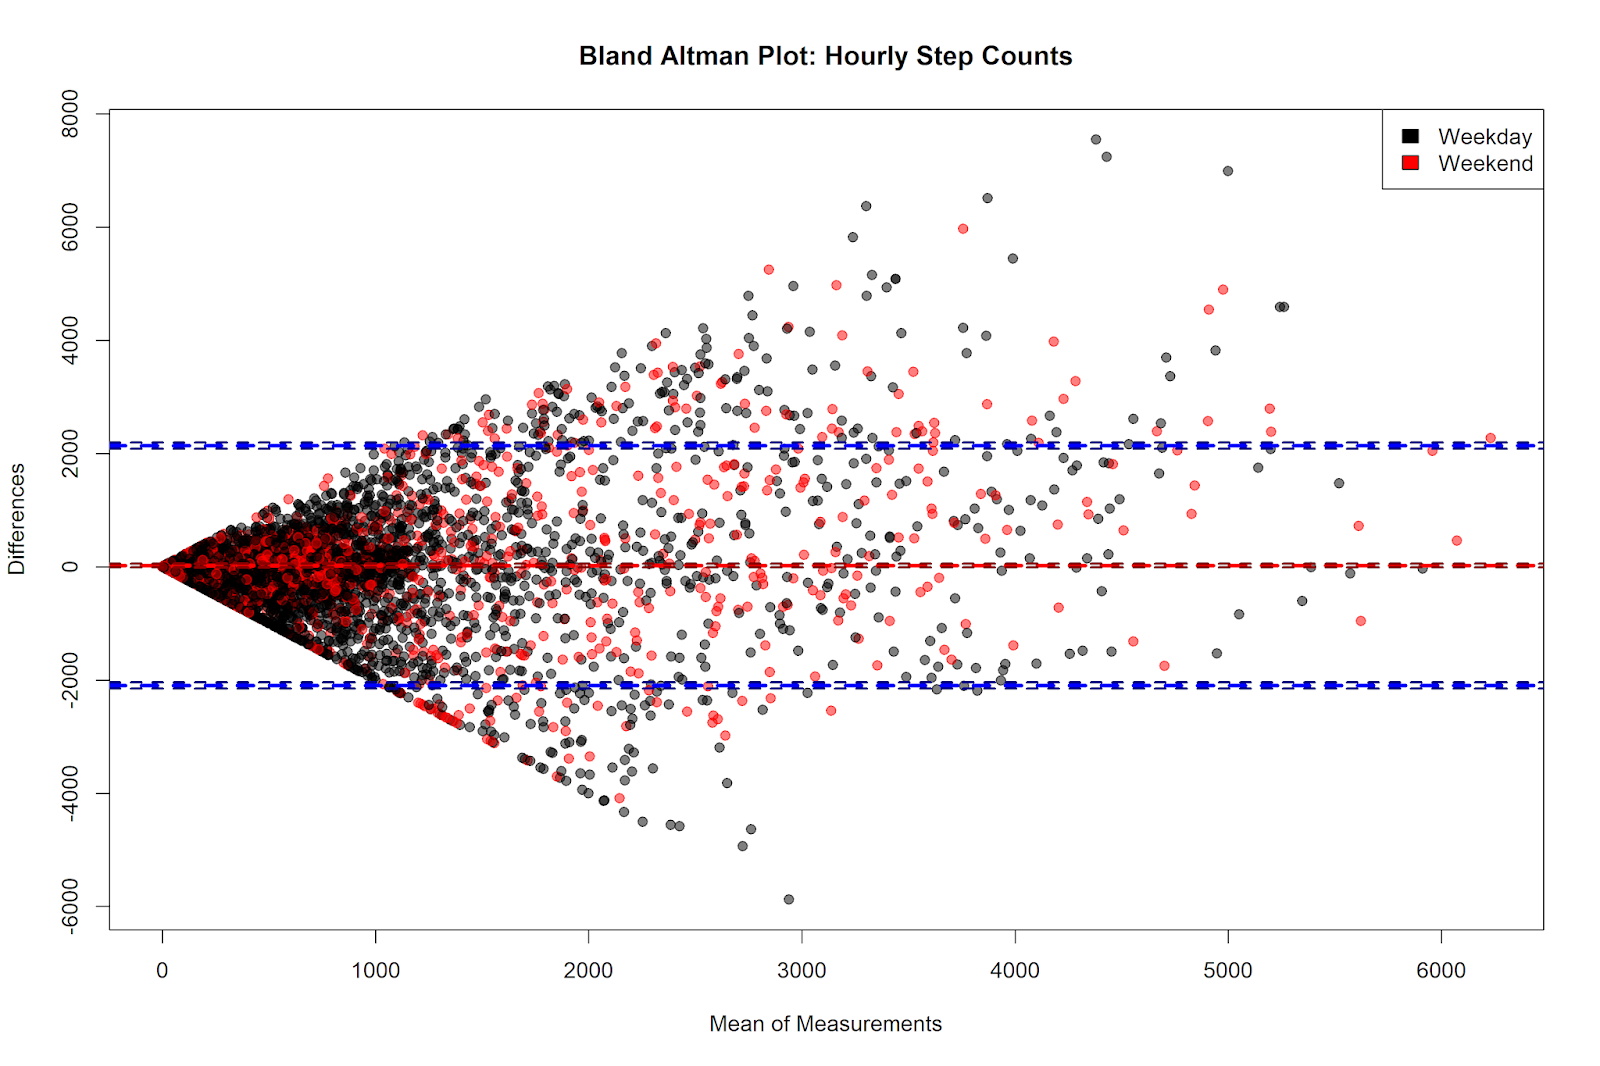 Bland Altman Plot: Hourly Step Counts
Weekday
Weekend
Differences
8000
6000
4000
2000
0
-2000
-4000
-6000
0 1000 2000 3000 4000 5000 6000
Mean of Measurements